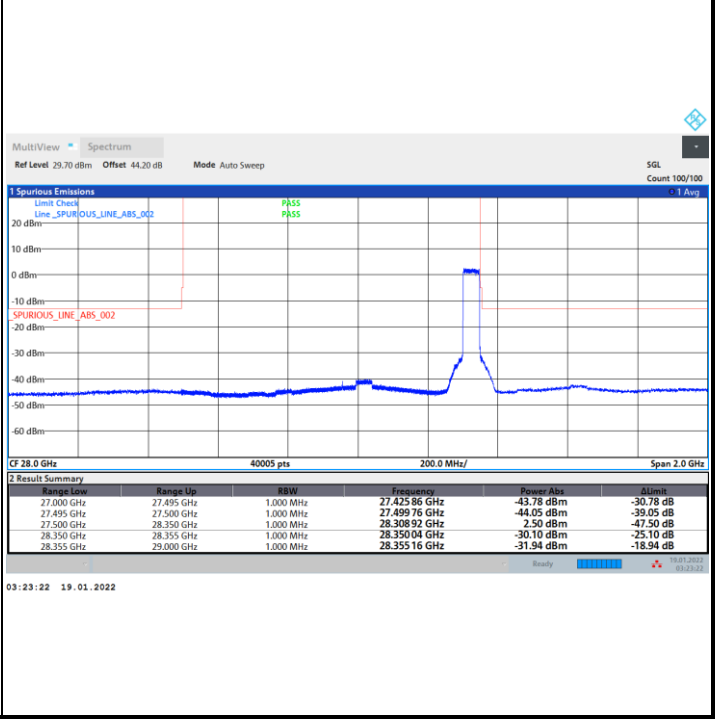 MultiView Spectrum
Ref Level 29.70 dBm Offset 44.20 dB Mode Auto Sweep SGL
Count 100/100
1 Spurious Emissions 1 Avg
Limit Check PASS
Line _SPURIOUS_LINE_ABS_002 PASS
20 dBm
10 dBm
0 dBm
-10 dBm
_SPURIOUS_LINE_ABS_002
-20 dBm
-30 dBm
-40 dBm
-50 dBm
-60 dBm
CF 28.0 GHz 40005 pts 200.0 MHz/ Span 2.0 GHz
2 Result Summary
Range Low Range Up RBW Frequency Power Abs ΔLimit
27.000 GHz 27.495 GHz 1.000 MHz 27.425 86 GHz -43.78 dBm -30.78 dB
27.495 GHz 27.500 GHz 1.000 MHz 27.499 76 GHz -44.05 dBm -39.05 dB
27.500 GHz 28.350 GHz 1.000 MHz 28.308 92 GHz 2.50 dBm -47.50 dB
28.350 GHz 28.355 GHz 1.000 MHz 28.350 04 GHz -30.10 dBm -25.10 dB
28.355 GHz 29.000 GHz 1.000 MHz 28.355 16 GHz -31.94 dBm -18.94 dB
Ready 19.01.2022
03:23:22
03:23:22 19.01.2022